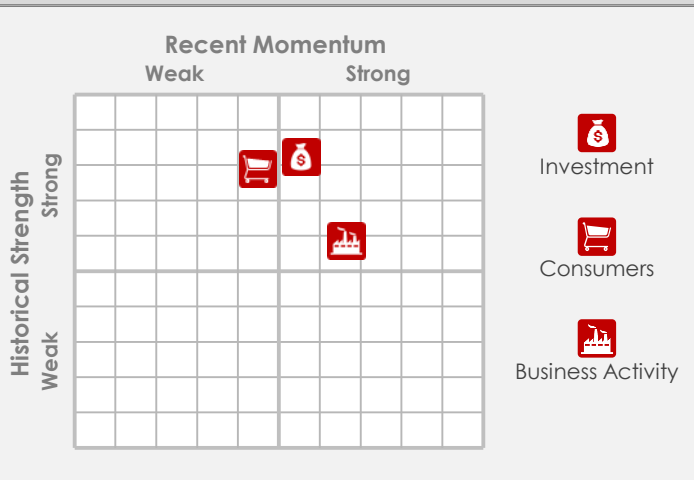 Recent Momentum
Weak
Strong
Historical Strength
Strong
Weak
$
Investment
Consumers
Business Activity